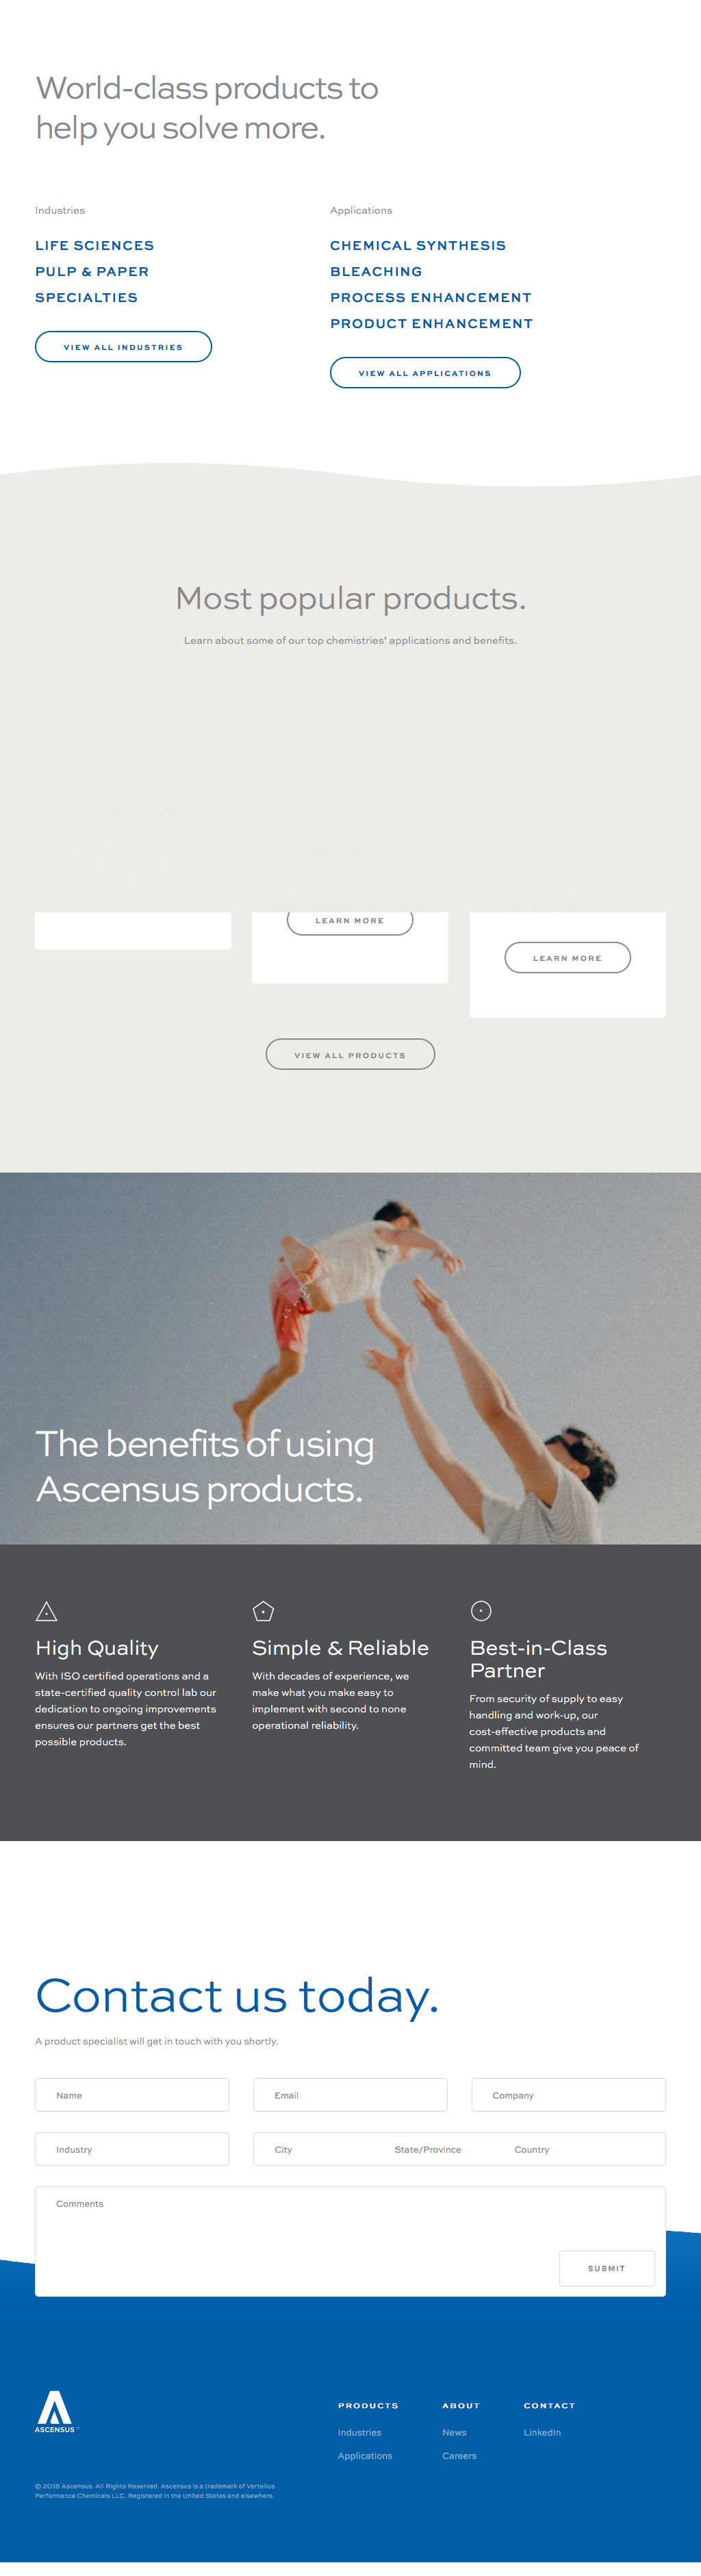 World-class products to
help you solve more.
Industries
LIFE SCIENCES
PULP & PAPER
SPECIALTIES
VIEW ALL INDUSTRIES
Applications
CHEMICAL SYNTHESIS
BLEACHING
PROCESS ENHANCEMENT
PRODUCT ENHANCEMENT
VIEW ALL APPLICATIONS
Most popular products.
Learn about some of our top chemistries' applications and benefits.
LEARN MORE
LEARN MORE
VIEW ALL PRODUCTS
The benefits of using
Ascensus products.
High Quality
With ISO certified operations and a
state-certified quality control lab our
dedication to ongoing improvements
ensures our partners get the best
possible products.
Simple & Reliable
With decades of experience, we
make what you make easy to
implement with second to none
operational reliability.
Best-in-Class
Partner
From security of supply to easy
handling and work-up, our
cost-effective products and
committed team give you peace of
mind.
Contact us today.
A product specialist will get in touch with you shortly.
Name
Email
Company
Industry
City
State/Province
Country
Comments
SUBMIT
ASCENSUS™
PRODUCTS
Industries
Applications
ABOUT
News
Careers
CONTACT
LinkedIn
© 2018 Ascensus. All Rights Reserved. Ascensus is a trademark of Vertellus
Performance Chemicals LLC. Registered in the United States and elsewhere.